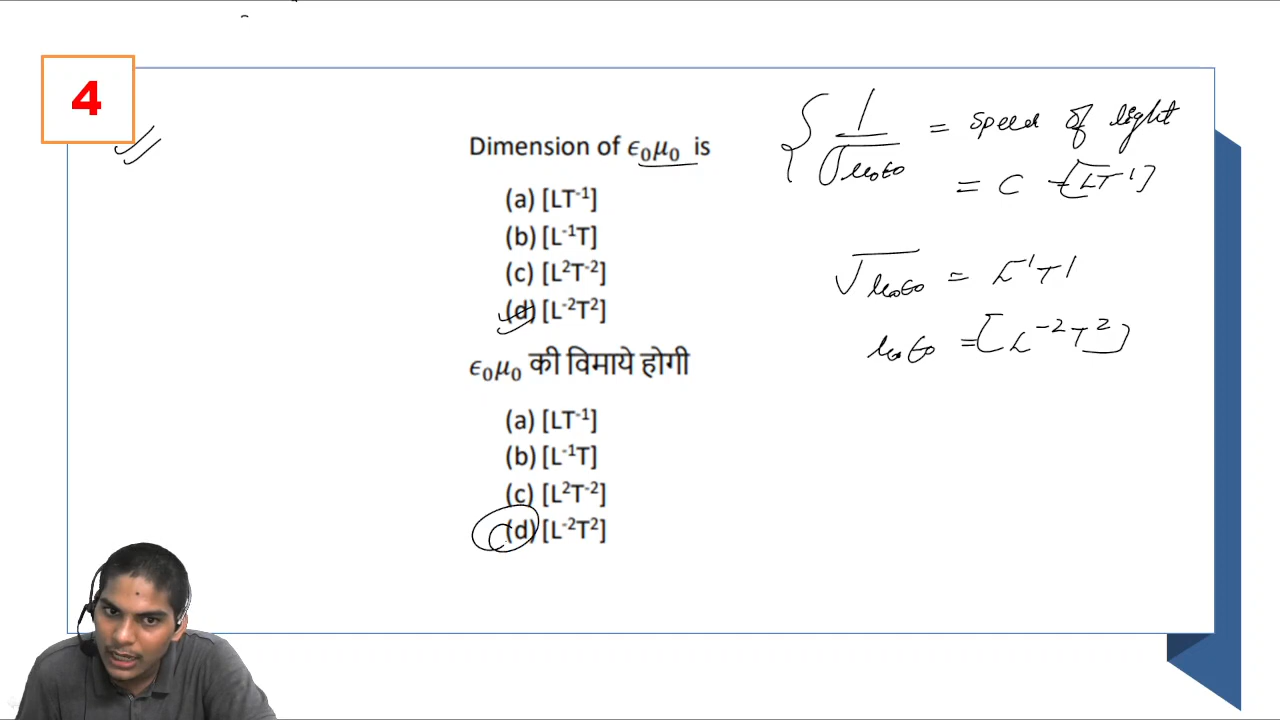 4
Dimension of ϵ₀μ₀ is
(a) [LT⁻¹]
(b) [L⁻¹T]
(c) [L²T⁻²]
(d) [L⁻²T²]
ϵ₀μ₀ की विमाये होगी
(a) [LT⁻¹]
(b) [L⁻¹T]
(c) [L²T⁻²]
(d) [L⁻²T²]
{ 1/√μ₀ϵ₀ = speed of light
= C → [LT⁻¹]
√μ₀ϵ₀ = L⁻¹T¹
μ₀ϵ₀ = [L⁻²T²]